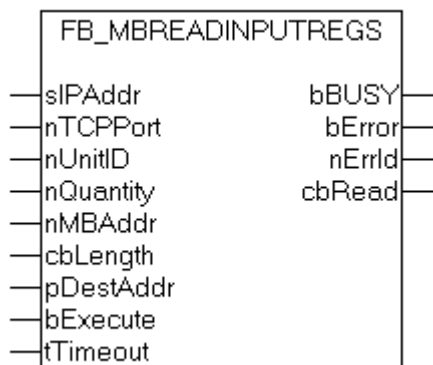 FB_MBREADINPUTREGS
sIPAddr bBUSY
nTCPPort bError
nUnitID nErrId
nQuantity cbRead
nMBAddr
cbLength
pDestAddr
bExecute
tTimeout